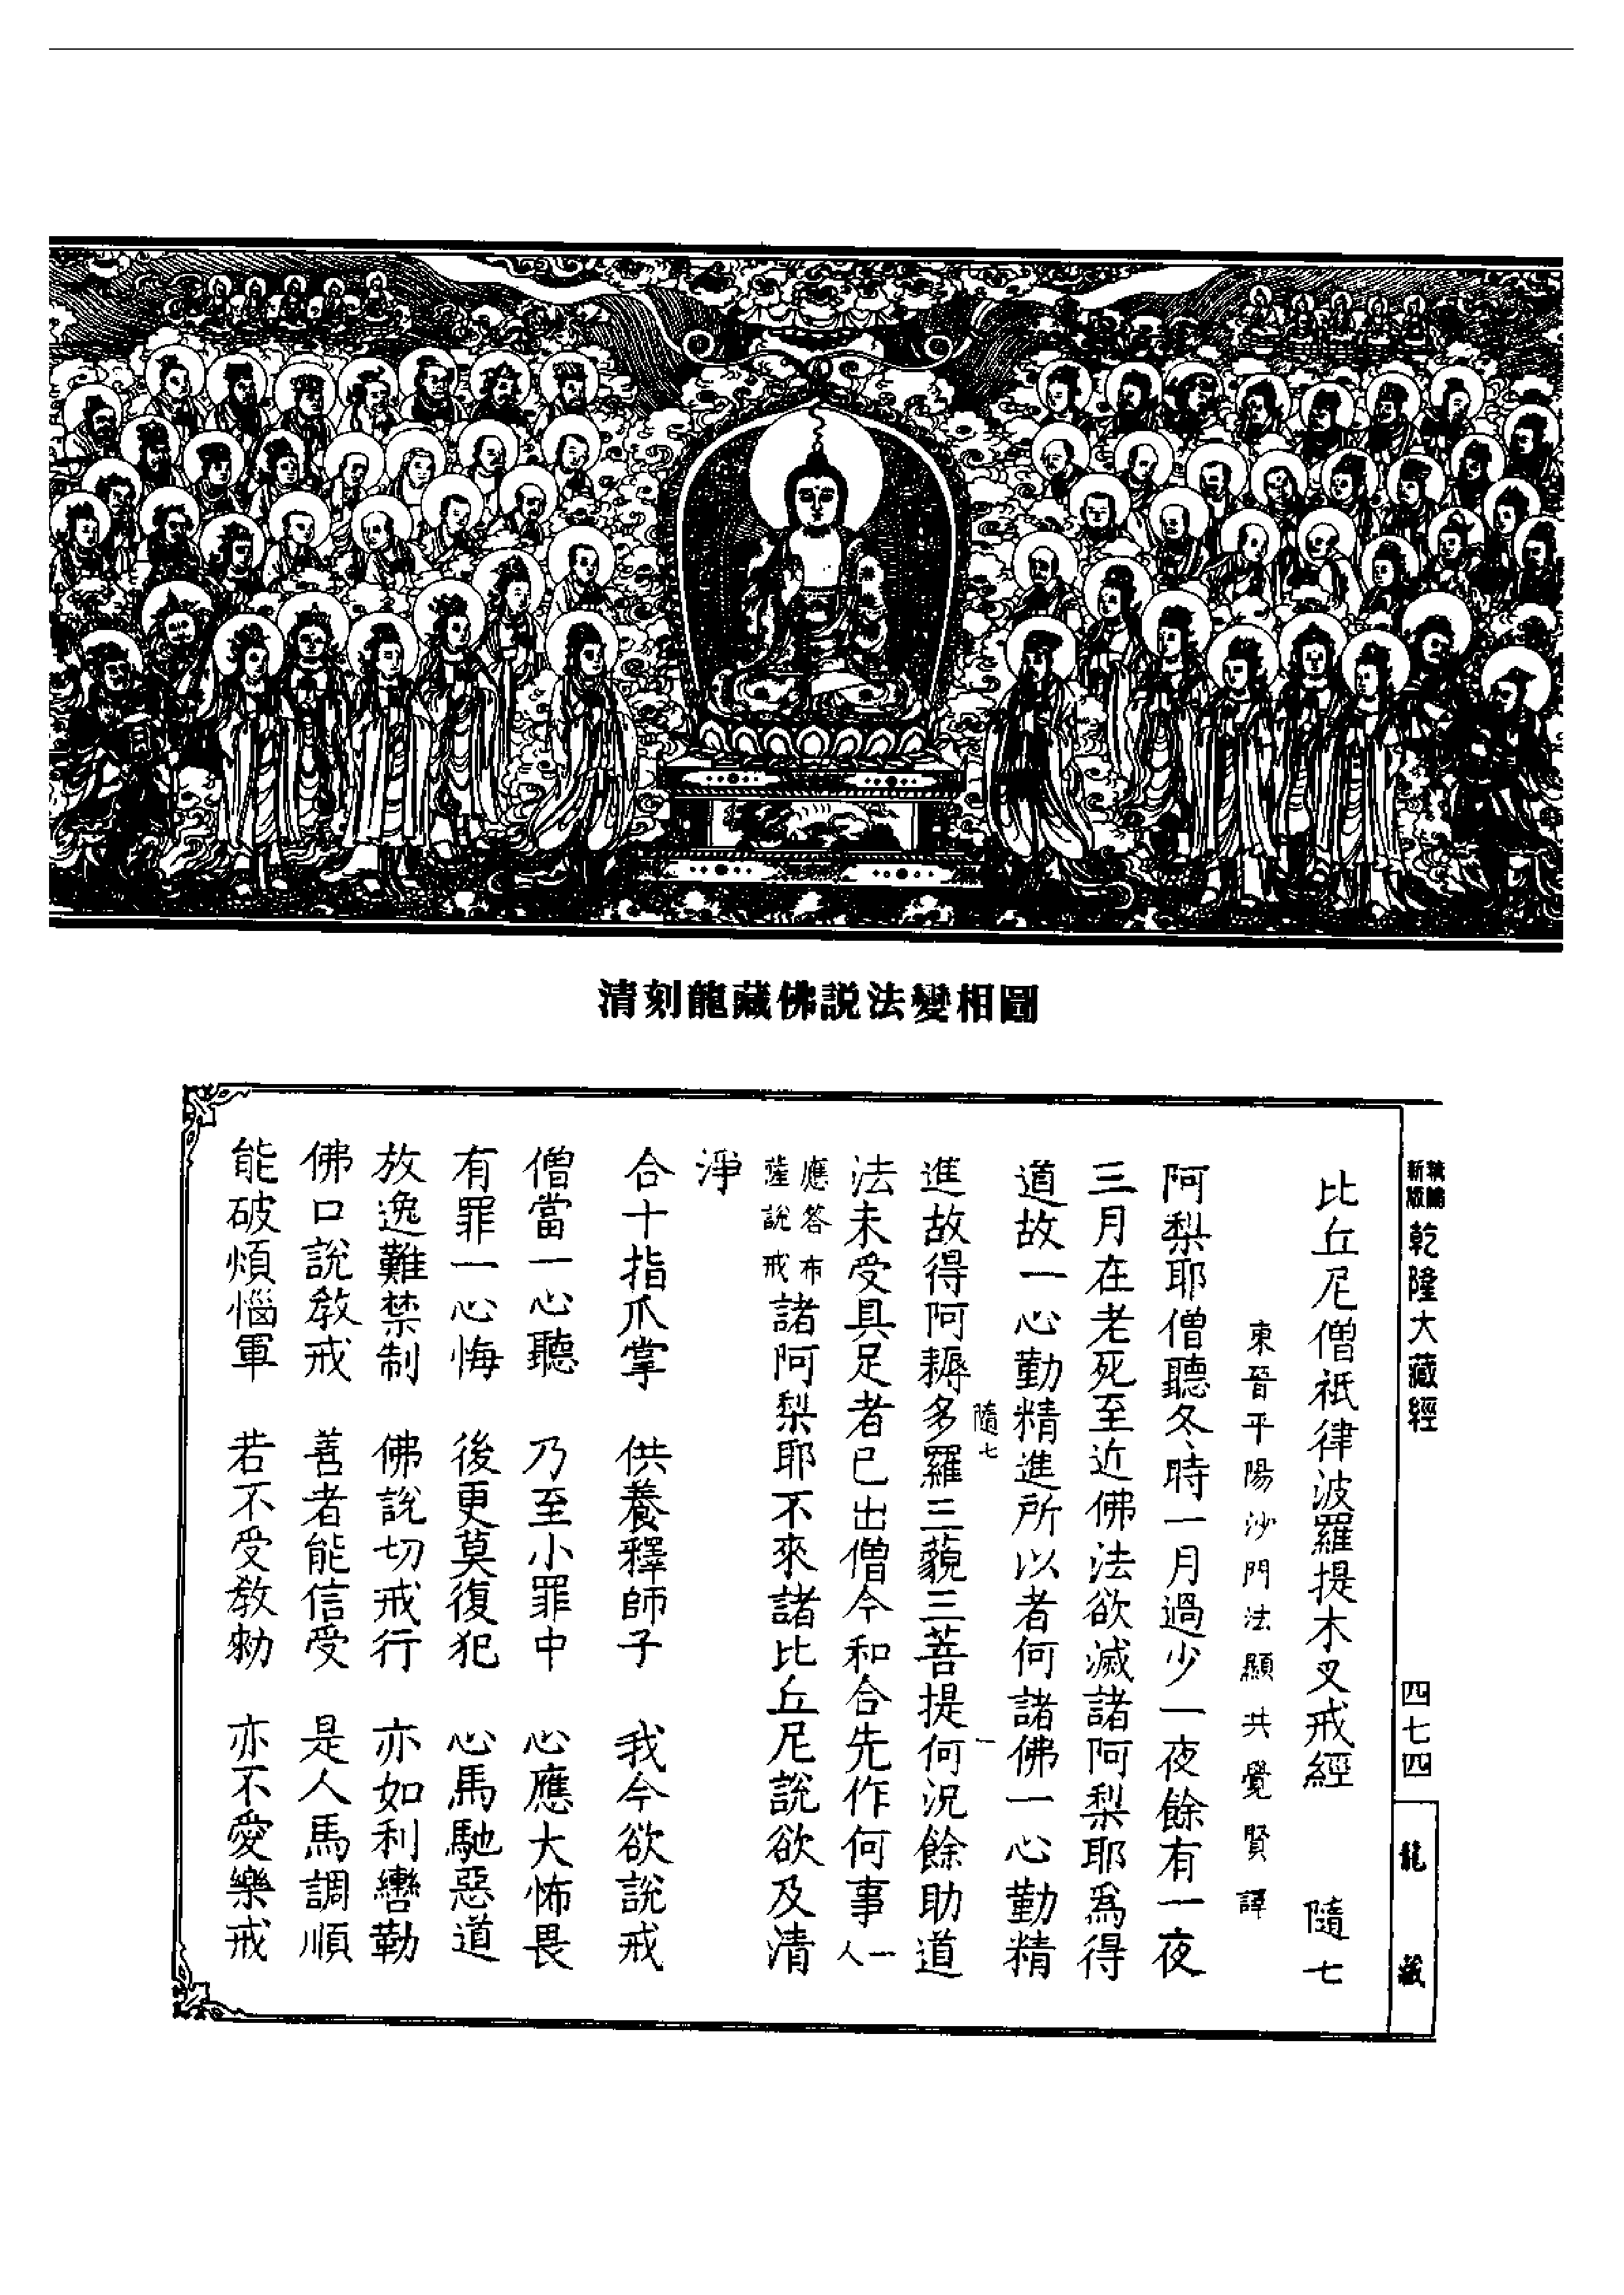 清刻龍藏佛説法變相圖
新編
新版
乾隆大藏經
四七四
龍藏
比丘尼僧祇律波羅提木叉戒經 隨七
東晉平陽沙門法顯共覺賢譯
阿梨耶僧聽冬時一月過少一夜餘有一夜
三月在老死至近佛法欲滅諸阿梨耶爲得
道故一心勤精進所以者何諸佛一心勤精
隨七 一
進故得阿耨多羅三藐三菩提何況餘助道
法未受具足者已出僧今和合先作何事一人
應答布
薩說戒
諸阿梨耶不來諸比丘尼說欲及清
淨
合十指爪掌 供養釋師子 我今欲說戒
僧當一心聽 乃至小罪中 心應大怖畏
有罪一心悔 後更莫復犯 心馬馳惡道
放逸難禁制 佛說切戒行 亦如利轡勒
佛口說教戒 善者能信受 是人馬調順
能破煩惱軍 若不受教勑 亦不愛樂戒